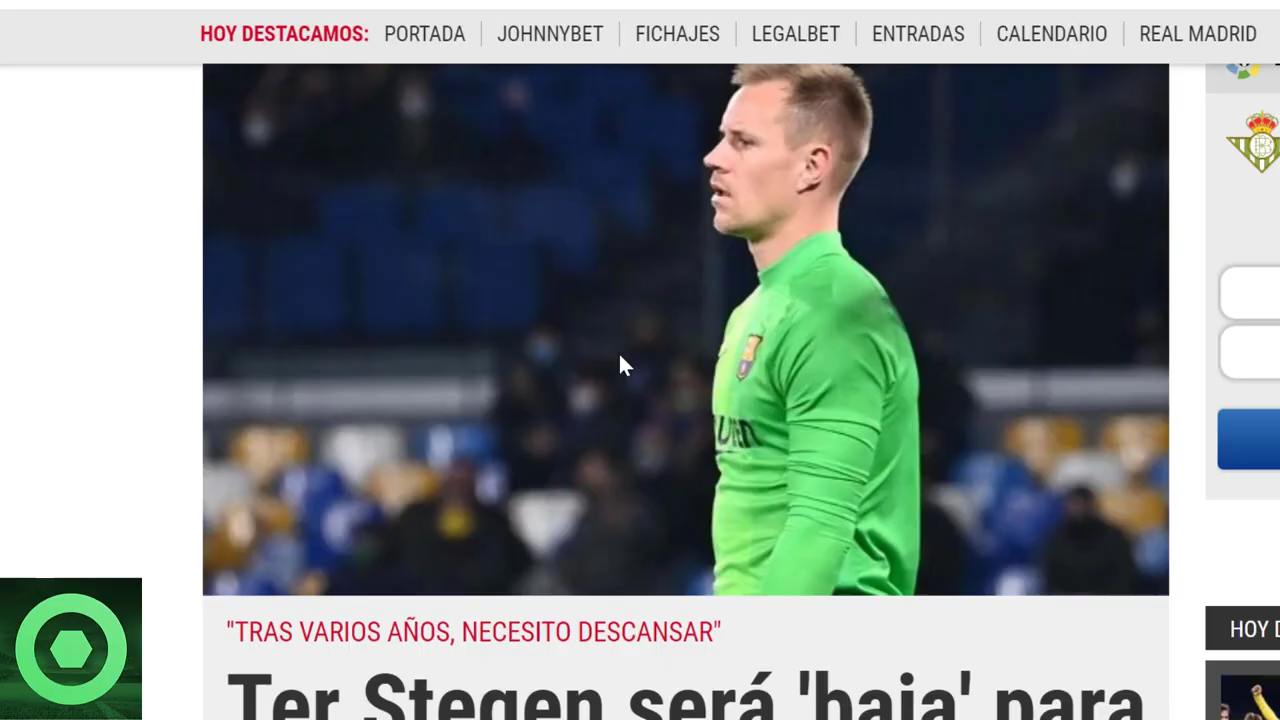 HOY DESTACAMOS: PORTADA JOHNNYBET FICHAJES LEGALBET ENTRADAS CALENDARIO REAL MADRID
"TRAS VARIOS AÑOS, NECESITO DESCANSAR"
Ter Stegen será 'baja' para
HOY